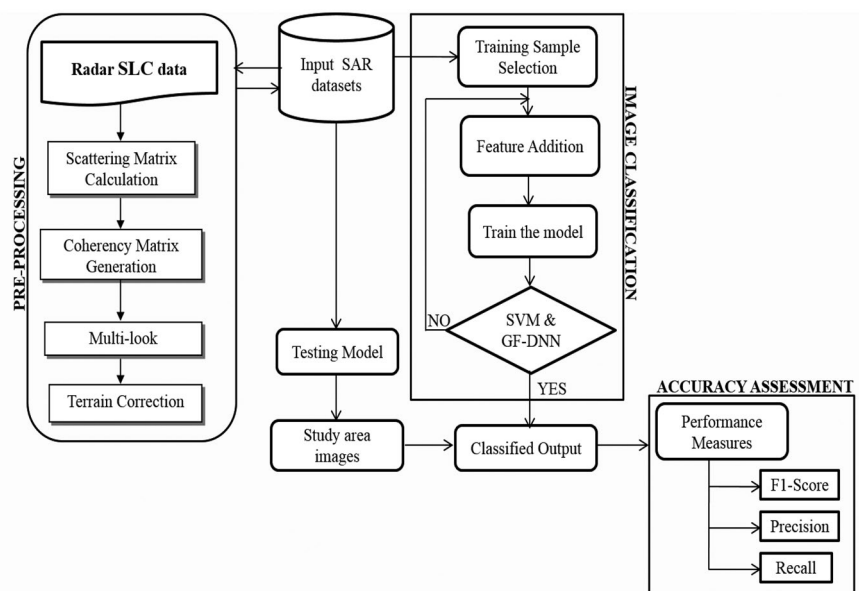 PRE-PROCESSING
Radar SLC data
Scattering Matrix
Calculation
Coherency Matrix
Generation
Multi-look
Terrain Correction
Input SAR
datasets
Testing Model
Study area
images
IMAGE CLASSIFICATION
Training Sample
Selection
Feature Addition
Train the model
SVM &
GF-DNN
NO
YES
Classified Output
ACCURACY ASSESSMENT
Performance
Measures
F1-Score
Precision
Recall